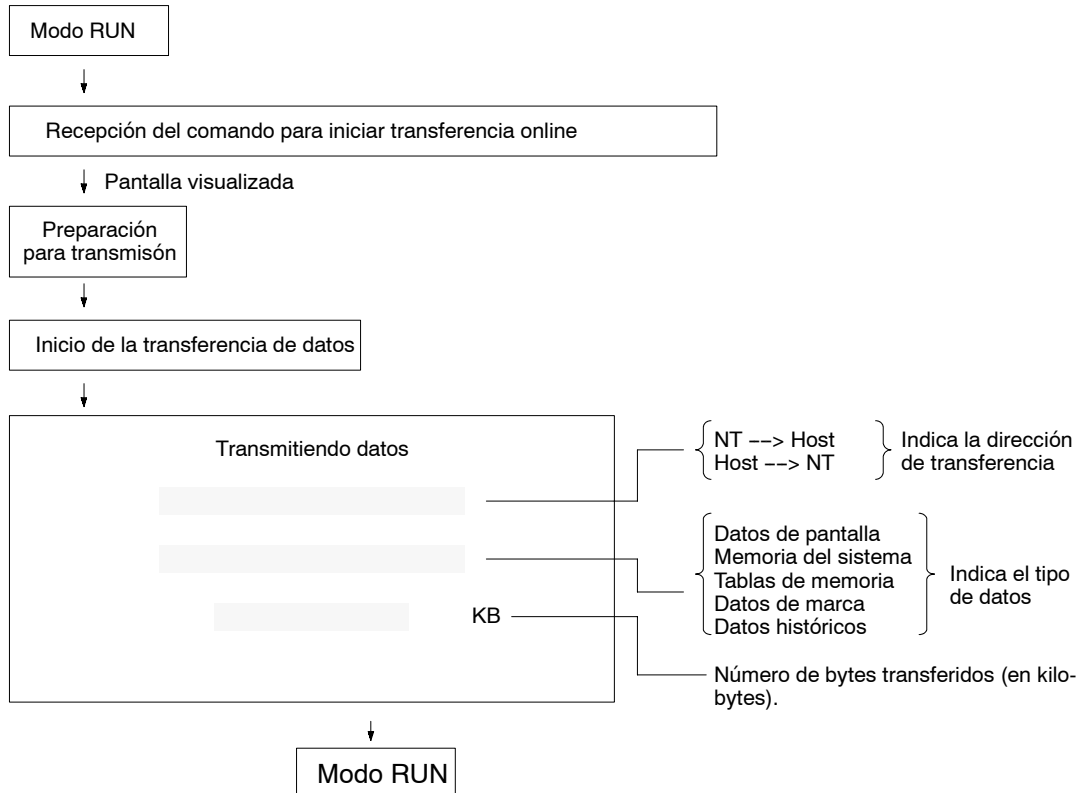 Modo RUN
Recepción del comando para iniciar transferencia online
Pantalla visualizada
Preparación
para transmisón
Inicio de la transferencia de datos
Transmitiendo datos
NT −−> Host
Host −−> NT
Indica la dirección
de transferencia
Datos de pantalla
Memoria del sistema
Tablas de memoria
Datos de marca
Datos históricos
Indica el tipo
de datos
KB
Número de bytes transferidos (en kilo-
bytes).
Modo RUN